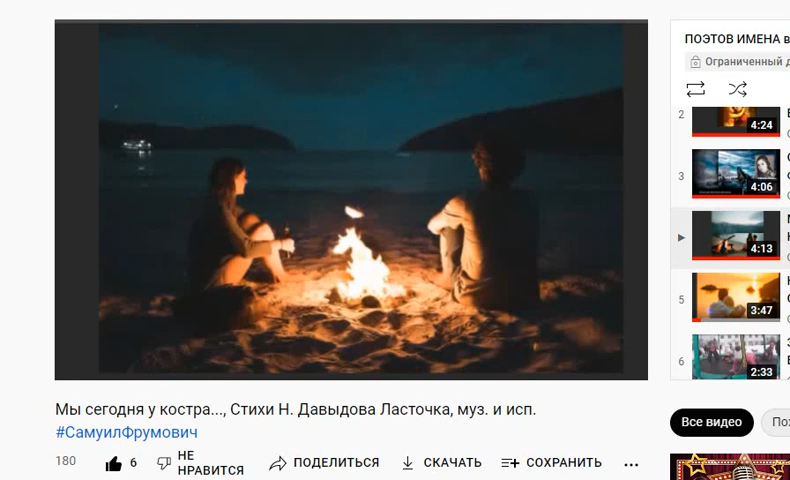 ПОЭТОВ ИМЕНА
Ограниченный
2
4:24
3
4:06
4:13
5
3:47
6
2:33
Мы сегодня у костра..., Стихи Н. Давыдова Ласточка, муз. и исп.
#СамуилФрумович
180
6
НЕ НРАВИТСЯ
ПОДЕЛИТЬСЯ
СКАЧАТЬ
СОХРАНИТЬ
Все видео